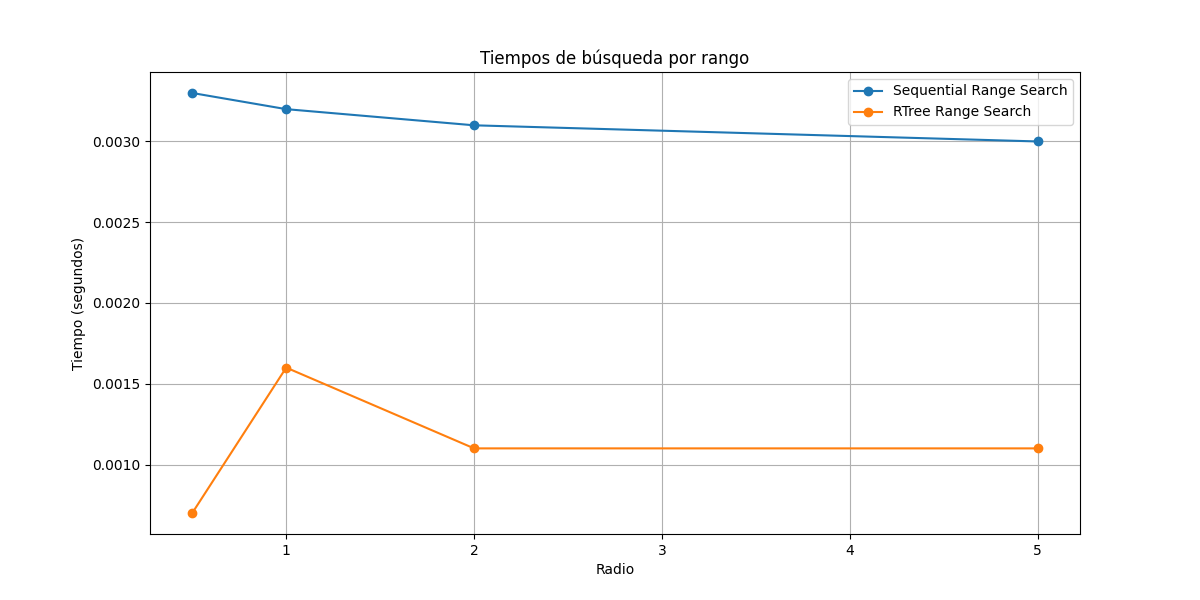 Tiempos de búsqueda por rango
Sequential Range Search
RTree Range Search
Tiempo (segundos)
0.0030
0.0025
0.0020
0.0015
0.0010
1
2
3
4
5
Radio